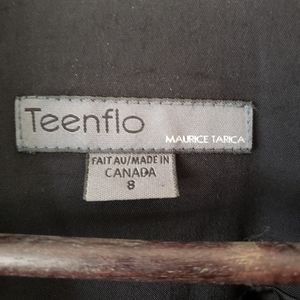 Teenflo
MAURICE TARICA
FAIT AU/MADE IN
CANADA
8